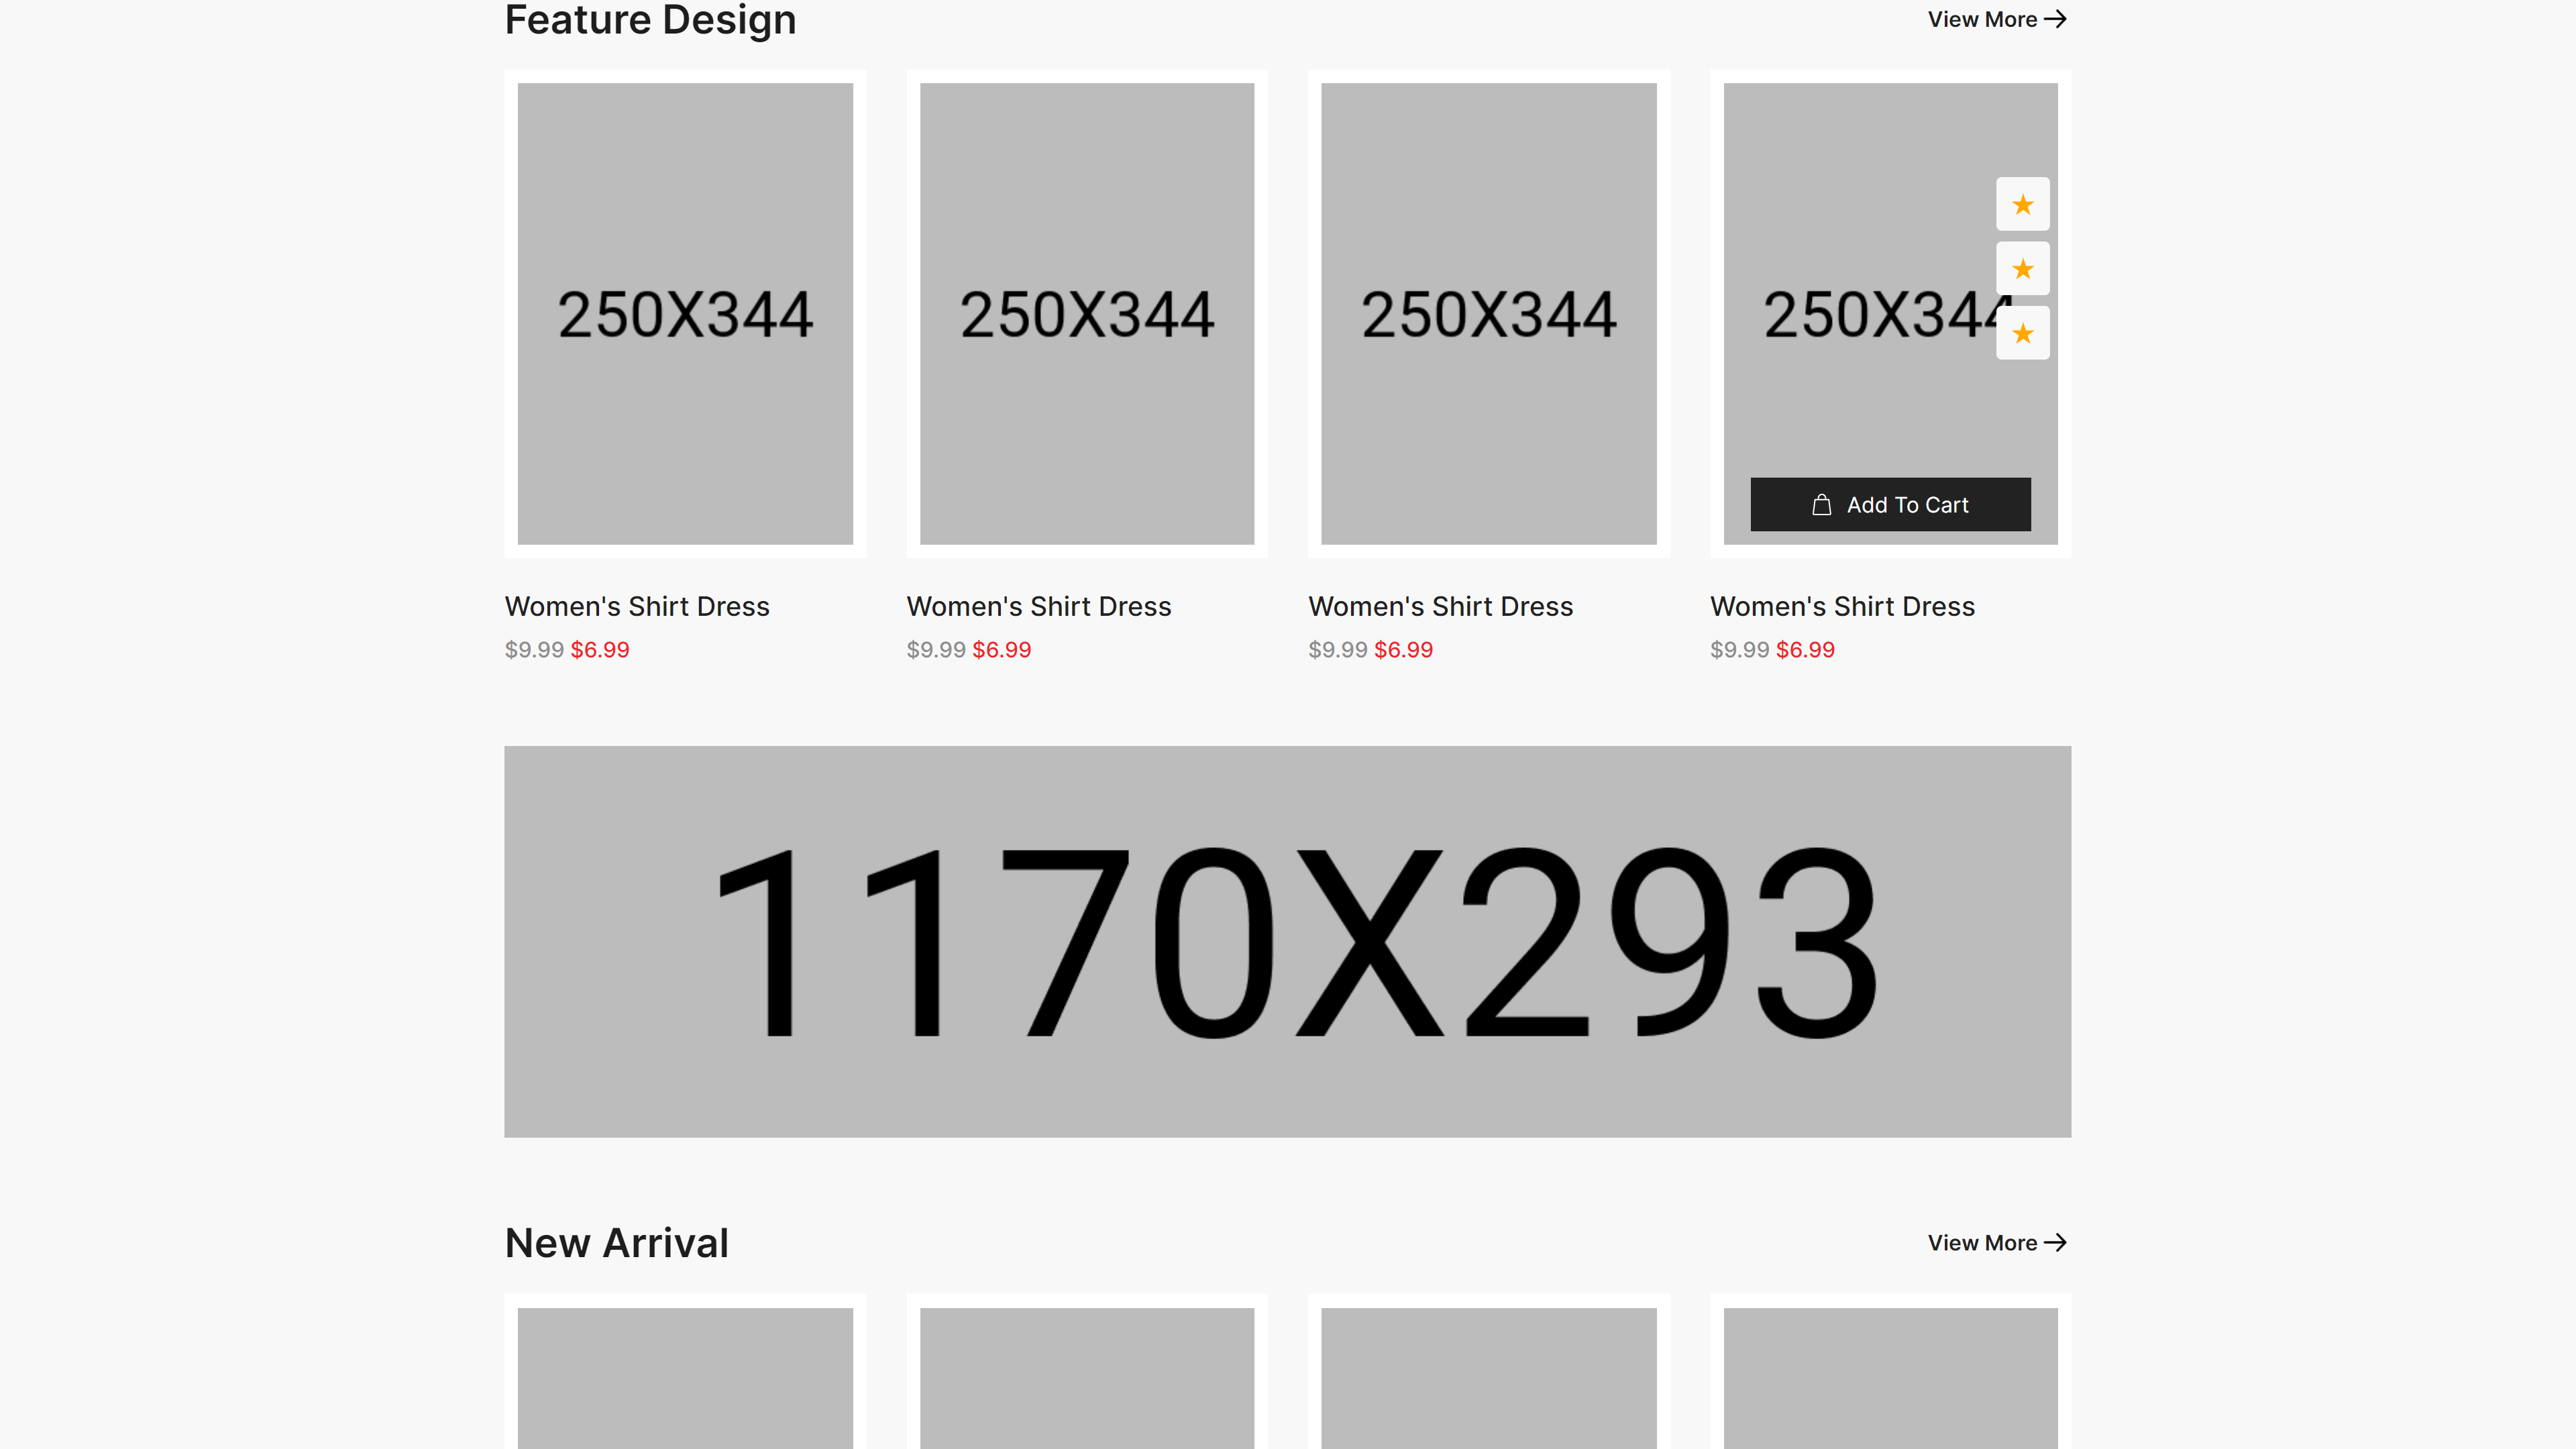 Feature Design
View More
250X344
250X344
250X344
250X344
Add To Cart
Women's Shirt Dress
$9.99 $6.99
Women's Shirt Dress
$9.99 $6.99
Women's Shirt Dress
$9.99 $6.99
Women's Shirt Dress
$9.99 $6.99
1170X293
New Arrival
View More